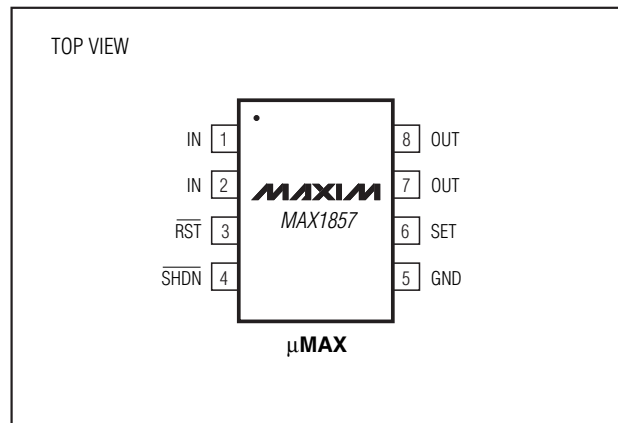 TOP VIEW
IN 1
IN 2
RST 3
SHDN 4
8 OUT
7 OUT
6 SET
5 GND
MAXIM
MAX1857
μMAX